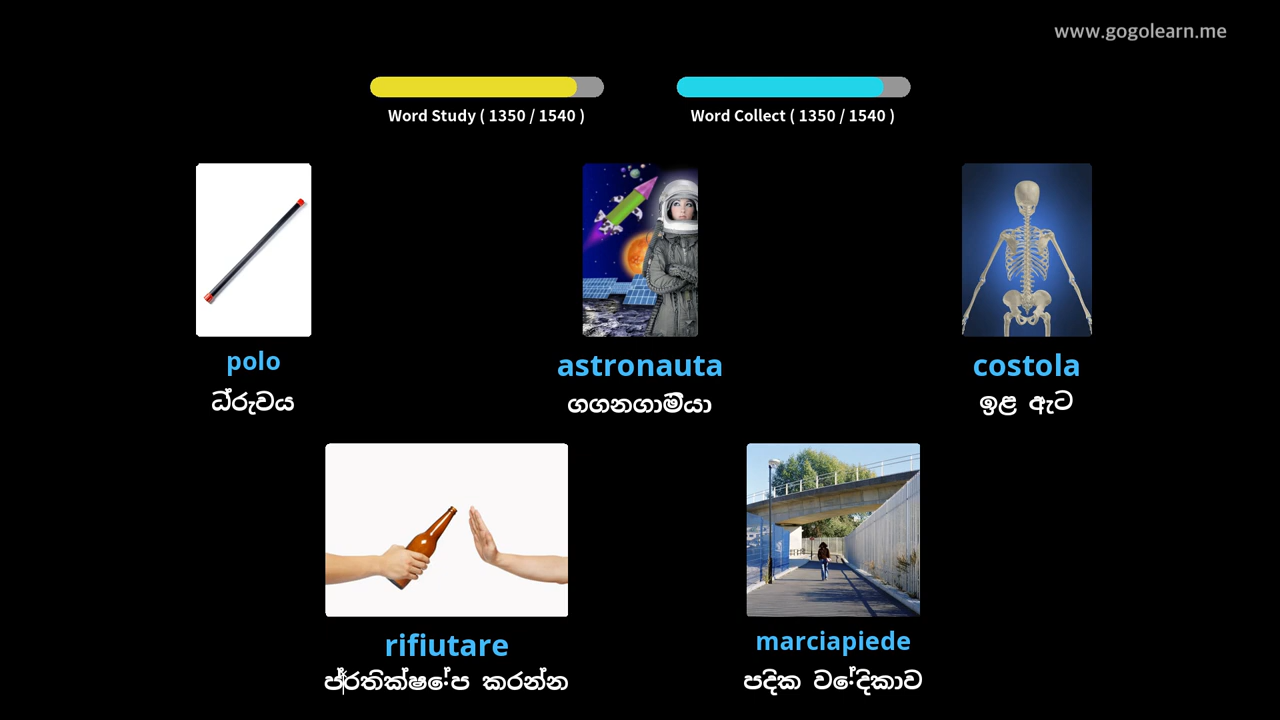 www.gogolearn.me
Word Study ( 1350 / 1540 )
Word Collect ( 1350 / 1540 )
polo
ධ්රුවය
astronauta
ගගනගාමියා
costola
ඉළ ඇට
rifiutare
ප්රතික්ෂේප කරන්න
marciapiede
පදික වේදිකාව